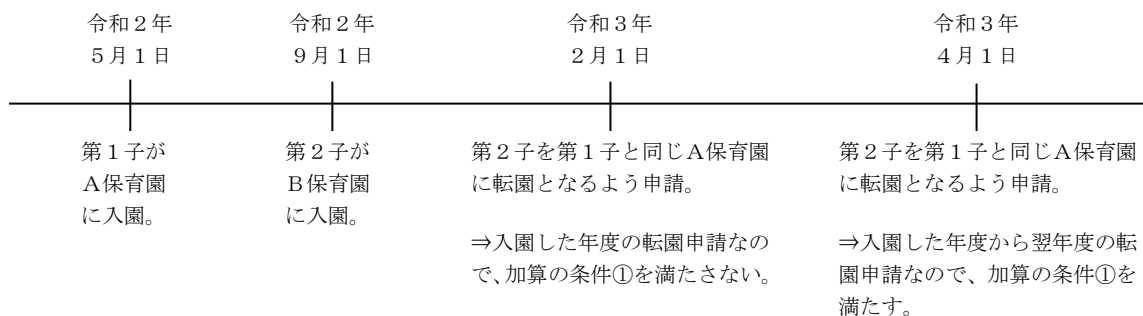 令和２年
５月１日
令和２年
９月１日
令和３年
２月１日
令和３年
４月１日
第１子が
Ａ保育園
に入園。
第２子が
Ｂ保育園
に入園。
第２子を第１子と同じＡ保育園
に転園となるよう申請。
⇒入園した年度の転園申請なの
で、加算の条件①を満たさない。
第２子を第１子と同じＡ保育園
に転園となるよう申請。
⇒入園した年度から翌年度の転
園申請なので、加算の条件①を
満たす。